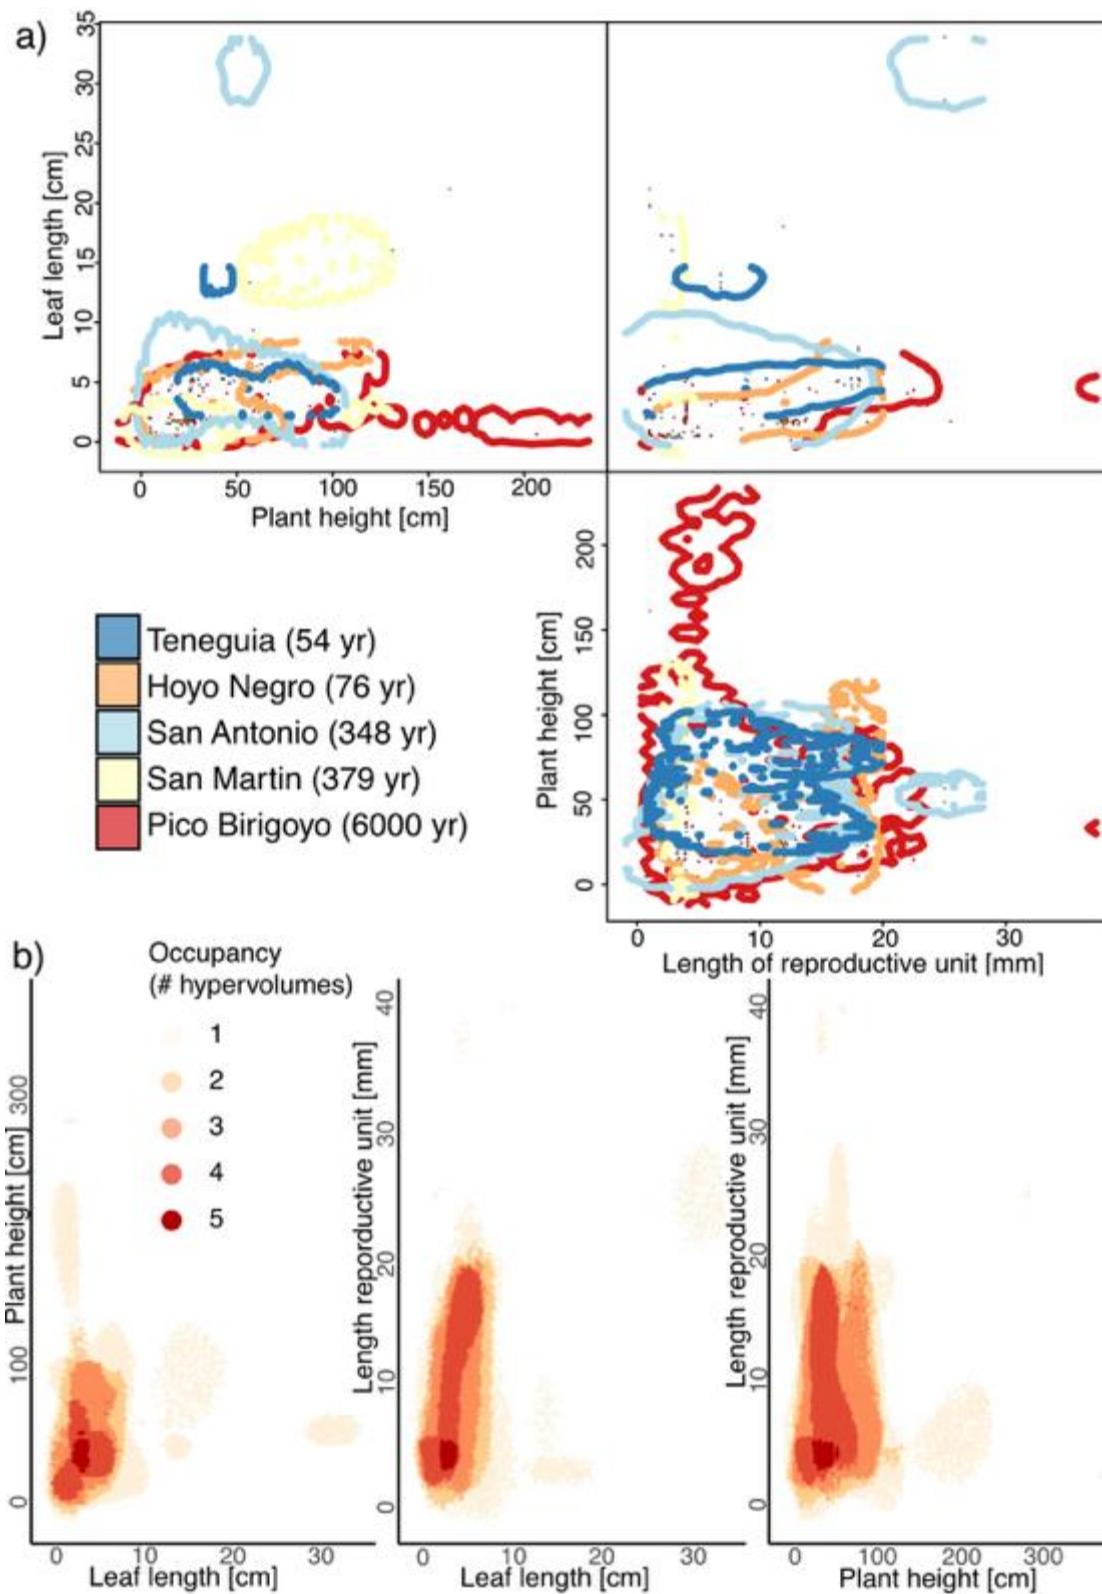 a)
Leaf length [cm]
0 5 10 15 20 25 30 35
0 50 100 150 200
Plant height [cm]
Teneguia (54 yr)
Hoyo Negro (76 yr)
San Antonio (348 yr)
San Martin (379 yr)
Pico Birigoyo (6000 yr)
Plant height [cm]
0 50 100 150 200
0 10 20 30
Length of reproductive unit [mm]
b)
Occupancy
(# hypervolumes)
1
2
3
4
5
Plant height [cm]
0 100 300
0 10 20 30
Leaf length [cm]
Length reporductive unit [mm]
0 10 20 30 40
0 10 20 30
Leaf length [cm]
Length reproductive unit [mm]
0 10 20 30 40
0 100 200 300
Plant height [cm]